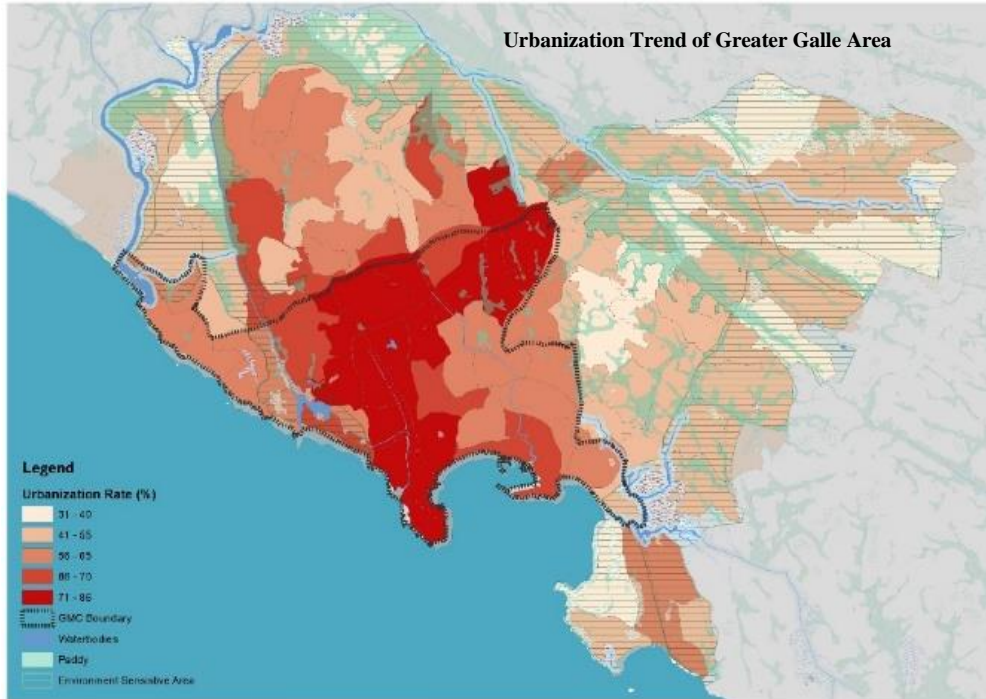 Urbanization Trend of Greater Galle Area
Legend
Urbanization Rate (%)
31 - 40
41 - 55
56 - 65
66 - 70
71 - 86
GMC Boundary
Waterbodies
Paddy
Environment Sensative Area